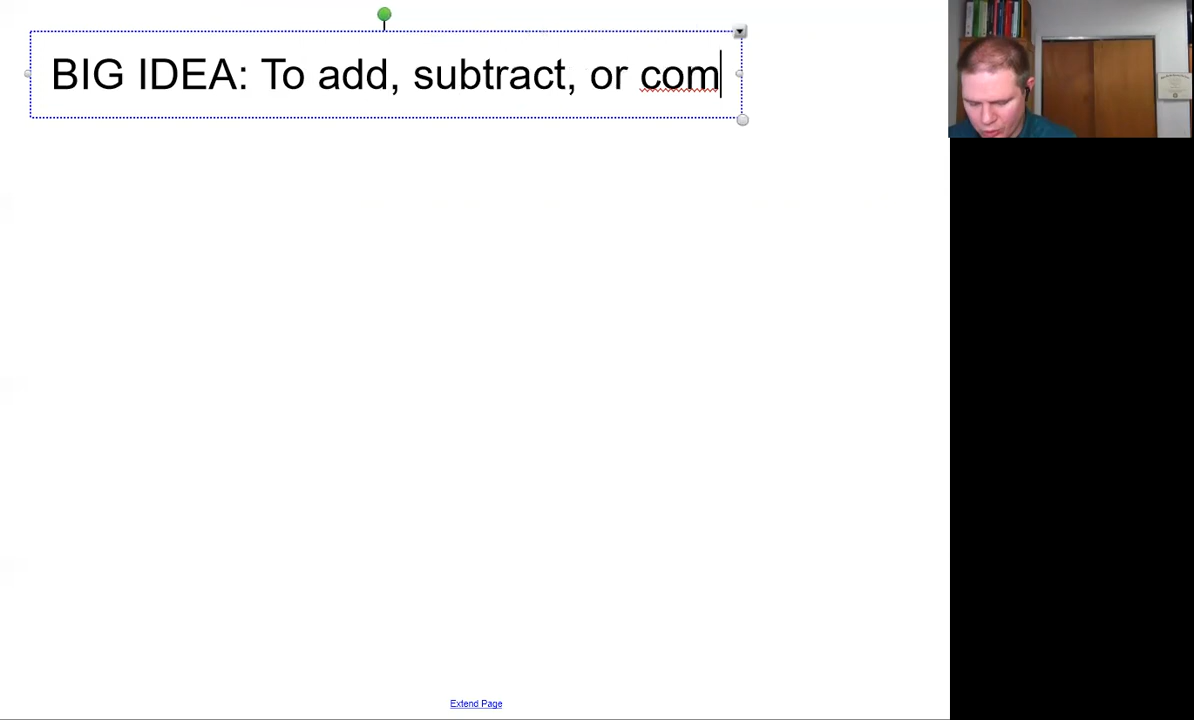 BIG IDEA: To add, subtract, or com
Extend Page